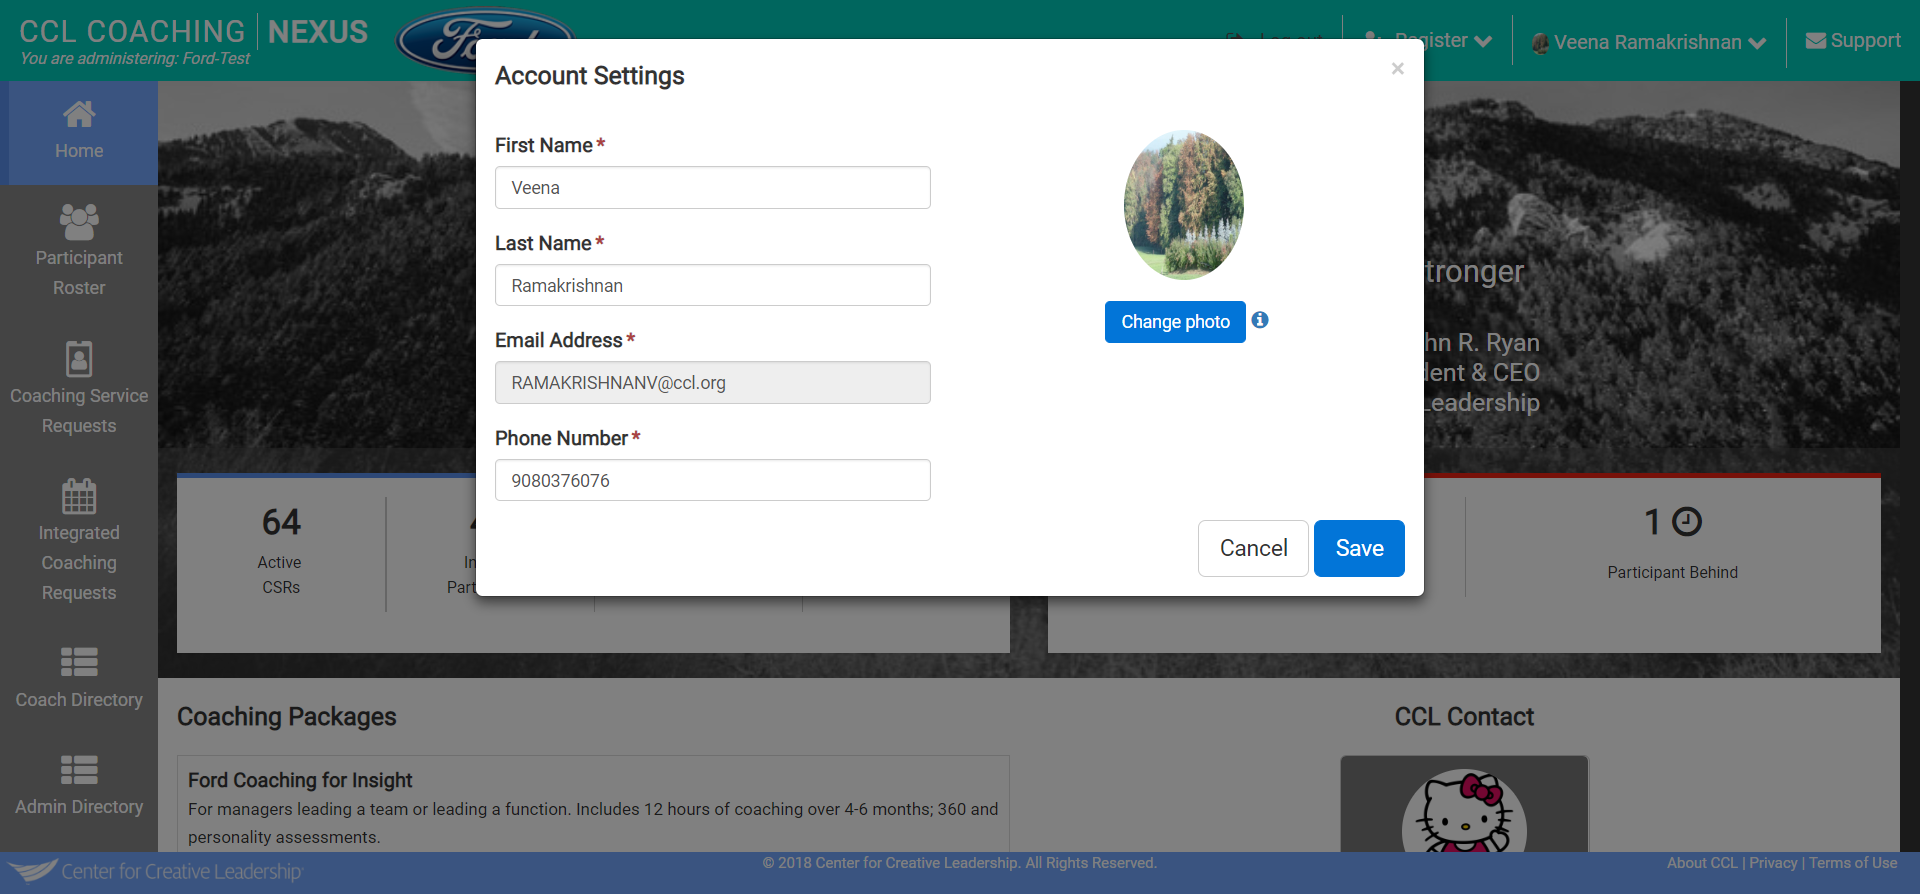 CCL COACHING NEXUS
You are administering: Ford-Test
Ford
Log out
Register
Veena Ramakrishnan
Support
Home
Participant
Roster
Coaching Service
Requests
Integrated
Coaching
Requests
Coach Directory
Admin Directory
Account Settings
×
First Name *
Veena
Last Name *
Ramakrishnan
Email Address *
RAMAKRISHNANV@ccl.org
Phone Number *
9080376076
Change photo
Cancel
Save
tronger
hn R. Ryan
dent & CEO
Leadership
64
Active
CSRs
4
In
Part
1
Participant Behind
Coaching Packages
Ford Coaching for Insight
For managers leading a team or leading a function. Includes 12 hours of coaching over 4-6 months; 360 and
personality assessments.
CCL Contact
Center for Creative Leadership
© 2018 Center for Creative Leadership. All Rights Reserved.
About CCL | Privacy | Terms of Use